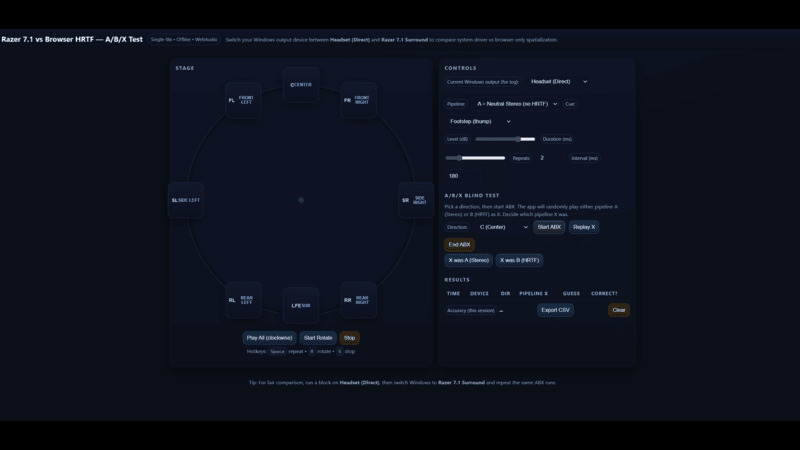 Razer 7.1 vs Browser HRTF — A/B/X Test
Single-file • Offline • WebAudio
Switch your Windows output device between Headset (Direct) and Razer 7.1 Surround to compare system driver vs browser-only spatialization.
STAGE
C CENTER
FL FRONT LEFT
FR FRONT RIGHT
SL SIDE LEFT
SR SIDE RIGHT
RL REAR LEFT
LFE SUB
RR REAR RIGHT
Play All (clockwise) Start Rotate Stop
Hotkeys: Space repeat • R rotate • S stop
CONTROLS
Current Windows output (for log): Headset (Direct)
Pipeline: A • Neutral Stereo (no HRTF) Cue:
Footstep (thump)
Level (dB) Duration (ms)
Repeats 2 Interval (ms)
180
A/B/X BLIND TEST
Pick a direction, then start ABX. The app will randomly play either pipeline A
(Stereo) or B (HRTF) as X. Decide which pipeline X was.
Direction: C (Center) Start ABX Replay X
End ABX
X was A (Stereo) X was B (HRTF)
RESULTS
TIME DEVICE DIR PIPELINE X GUESS CORRECT?
Accuracy (this session): – Export CSV Clear
Tip: For fair comparison, run a block on Headset (Direct), then switch Windows to Razer 7.1 Surround and repeat the same ABX runs.